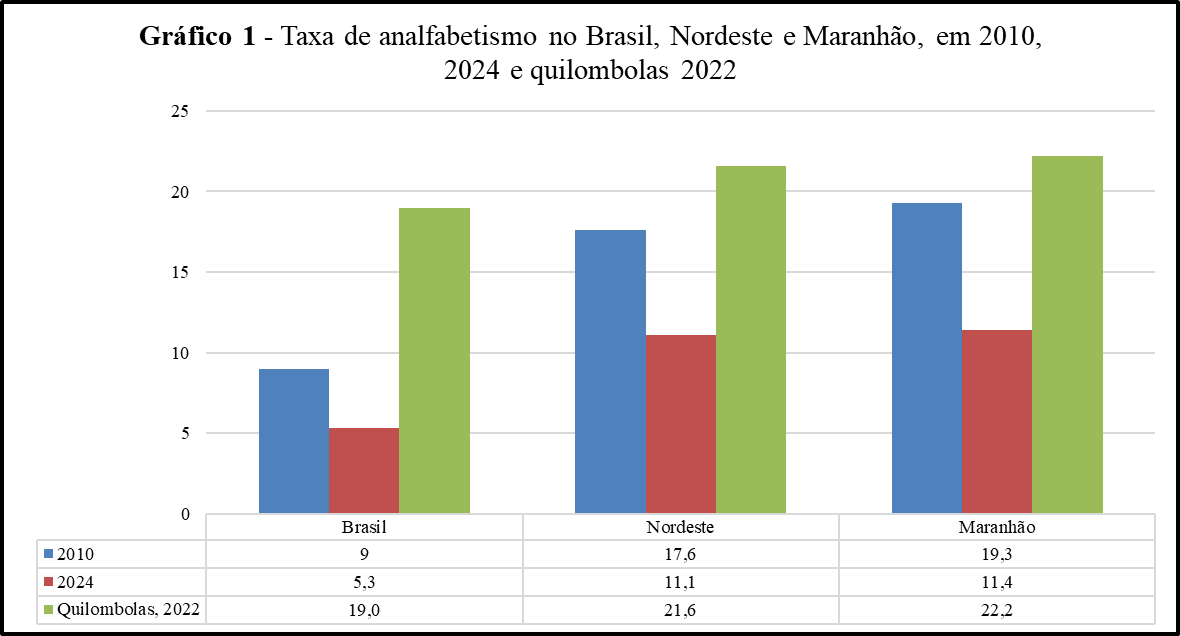 Gráfico 1 - Taxa de analfabetismo no Brasil, Nordeste e Maranhão, em 2010,
2024 e quilombolas 2022
25
20
15
10
5
0
Brasil Nordeste Maranhão
2010 9 17,6 19,3
2024 5,3 11,1 11,4
Quilombolas, 2022 19,0 21,6 22,2